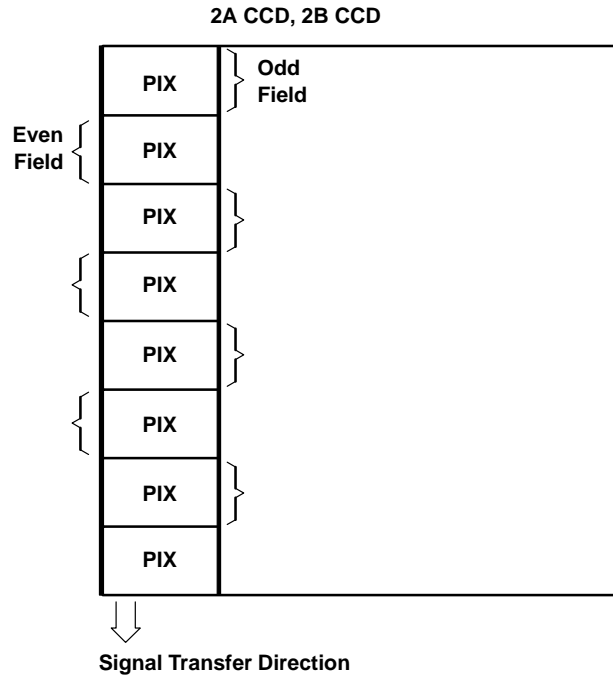 2A CCD, 2B CCD
PIX
Odd
Field
Even
Field
PIX
PIX
PIX
PIX
PIX
PIX
PIX
Signal Transfer Direction